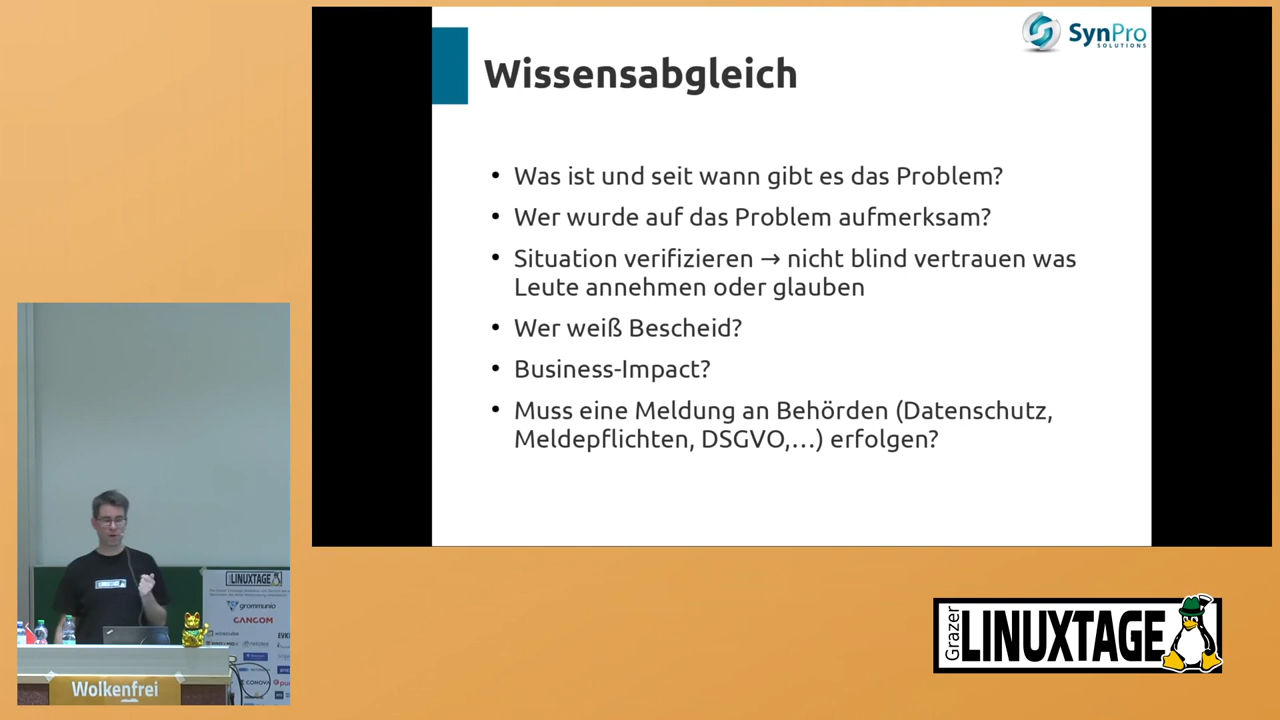 SynPro
SOLUTIONS
Wissensabgleich
• Was ist und seit wann gibt es das Problem?
• Wer wurde auf das Problem aufmerksam?
• Situation verifizieren → nicht blind vertrauen was
Leute annehmen oder glauben
• Wer weiß Bescheid?
• Business-Impact?
• Muss eine Meldung an Behörden (Datenschutz,
Meldepflichten, DSGVO,...) erfolgen?
LINUXTAGE
grommunio
CANCOM
Wolkenfrei
Grazer
LINUXTAGE